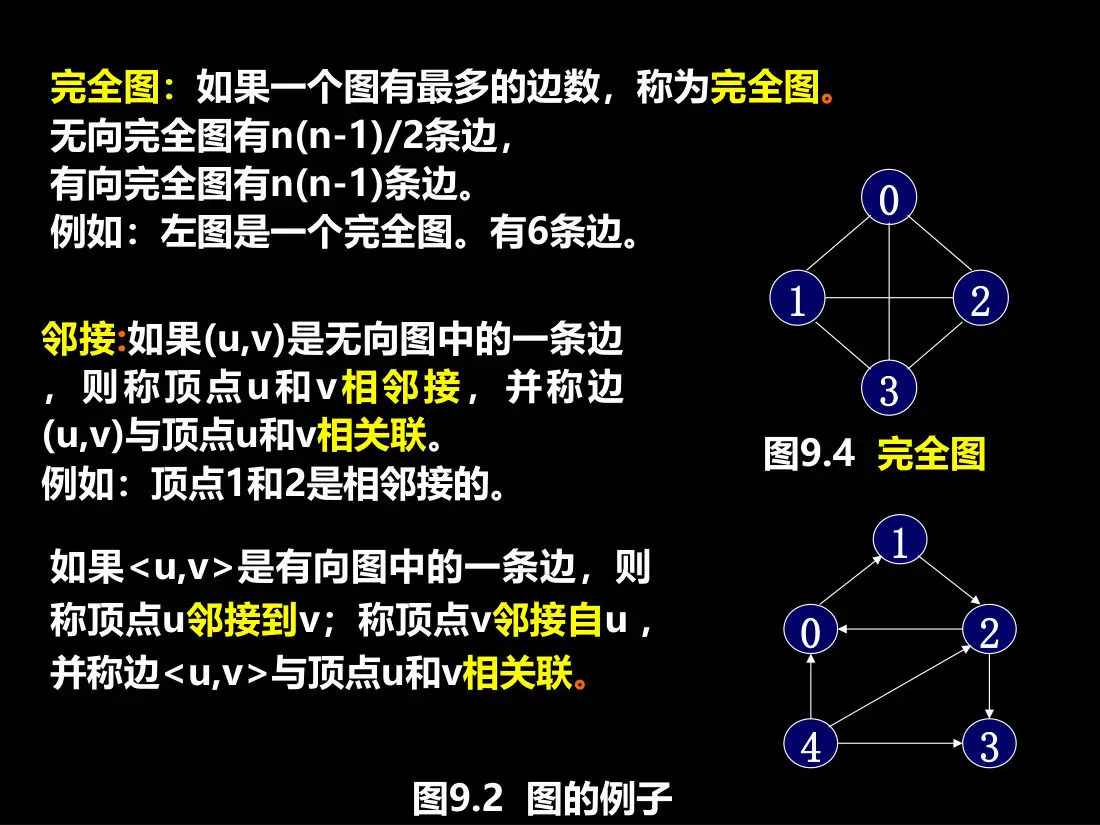 完全图：如果一个图有最多的边数，称为完全图。
无向完全图有n(n-1)/2条边，
有向完全图有n(n-1)条边。
例如：左图是一个完全图。有6条边。
0
1
2
3
图9.4 完全图
邻接:如果(u,v)是无向图中的一条边
，则称顶点u和v相邻接，并称边
(u,v)与顶点u和v相关联。
例如：顶点1和2是相邻接的。
如果<u,v>是有向图中的一条边，则
称顶点u邻接到v；称顶点v邻接自u，
并称边<u,v>与顶点u和v相关联。
1
0
2
4
3
图9.2 图的例子